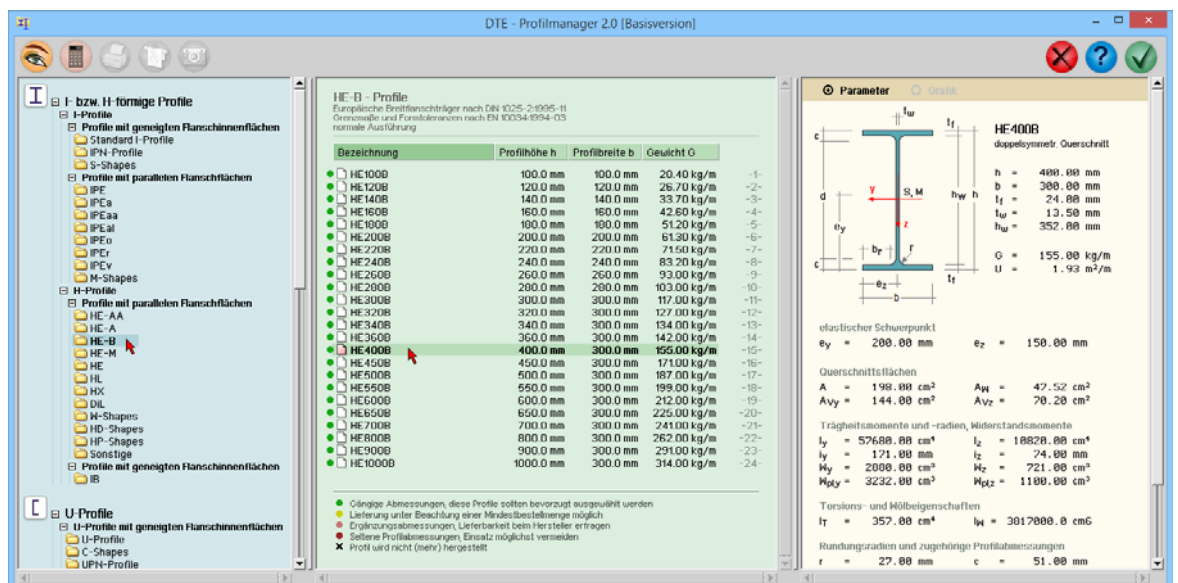 DTE - Profilmanager 2.0 [Basisversion]
I- bzw. H-förmige Profile
I-Profile
Profile mit geneigten Flanschinnenflächen
Standard I-Profile
IPN-Profile
S-Shapes
Profile mit parallelen Flanschflächen
IPE
IPEa
IPEaa
IPEal
IPEo
IPEr
IPEv
M-Shapes
H-Profile
Profile mit parallelen Flanschflächen
HE-AA
HE-A
HE-B
HE-M
HE
HL
HX
DiL
W-Shapes
HD-Shapes
HP-Shapes
Sonstige
Profile mit geneigten Flanschinnenflächen
IB
U-Profile
U-Profile mit geneigten Flanschinnenflächen
U-Profile
C-Shapes
UPN-Profile
HE-B - Profile
Europäische Breitflanschträger nach DIN 1025-2:1995-11
Grenzmaße und Formtoleranzen nach EN 10034:1994-03
normale Ausführung
Bezeichnung Profilhöhe h Profilbreite b Gewicht G
HE100B 100.0 mm 100.0 mm 20.40 kg/m -1-
HE120B 120.0 mm 120.0 mm 26.70 kg/m -2-
HE140B 140.0 mm 140.0 mm 33.70 kg/m -3-
HE160B 160.0 mm 160.0 mm 42.60 kg/m -4-
HE180B 180.0 mm 180.0 mm 51.20 kg/m -5-
HE200B 200.0 mm 200.0 mm 61.30 kg/m -6-
HE220B 220.0 mm 220.0 mm 71.50 kg/m -7-
HE240B 240.0 mm 240.0 mm 83.20 kg/m -8-
HE260B 260.0 mm 260.0 mm 93.00 kg/m -9-
HE280B 280.0 mm 280.0 mm 103.00 kg/m -10-
HE300B 300.0 mm 300.0 mm 117.00 kg/m -11-
HE320B 320.0 mm 300.0 mm 127.00 kg/m -12-
HE340B 340.0 mm 300.0 mm 134.00 kg/m -13-
HE360B 360.0 mm 300.0 mm 142.00 kg/m -14-
HE400B 400.0 mm 300.0 mm 155.00 kg/m -15-
HE450B 450.0 mm 300.0 mm 171.00 kg/m -16-
HE500B 500.0 mm 300.0 mm 187.00 kg/m -17-
HE550B 550.0 mm 300.0 mm 199.00 kg/m -18-
HE600B 600.0 mm 300.0 mm 212.00 kg/m -19-
HE650B 650.0 mm 300.0 mm 225.00 kg/m -20-
HE700B 700.0 mm 300.0 mm 241.00 kg/m -21-
HE800B 800.0 mm 300.0 mm 262.00 kg/m -22-
HE900B 900.0 mm 300.0 mm 291.00 kg/m -23-
HE1000B 1000.0 mm 300.0 mm 314.00 kg/m -24-
Gängige Abmessungen, diese Profile sollten bevorzugt ausgewählt werden
Lieferung unter Beachtung einer Mindestbestellmenge möglich
Ergänzungsabmessungen, Lieferbarkeit beim Hersteller erfragen
Seltene Profilabmessungen, Einsatz möglichst vermeiden
Profil wird nicht (mehr) hergestellt
Parameter Grafik
tw
c tf tf
d y S, M hw h
z
ey
br r
c tf
ez
b
HE400B
doppelsymmetr. Querschnitt
h = 400.00 mm
b = 300.00 mm
tf = 24.00 mm
tw = 13.50 mm
hw = 352.00 mm
G = 155.00 kg/m
U = 1.93 m²/m
elastischer Schwerpunkt
ey = 200.00 mm ez = 150.00 mm
Querschnittsflächen
A = 198.00 cm² Aw = 47.52 cm²
Avy = 144.00 cm² Avz = 70.20 cm²
Trägheitsmomente und -radien, Widerstandsmomente
Iy = 57680.00 cm⁴ Iz = 10820.00 cm⁴
iy = 171.00 mm iz = 74.00 mm
Wy = 2880.00 cm³ Wz = 721.00 cm³
Wpl,y = 3232.00 cm³ Wpl,z = 1100.00 cm³
Torsions- und Wölbeigenschaften
IT = 357.00 cm⁴ Iw = 3817000.0 cm6
Rundungsradien und zugehörige Profilabmessungen
r = 27.00 mm c = 51.00 mm